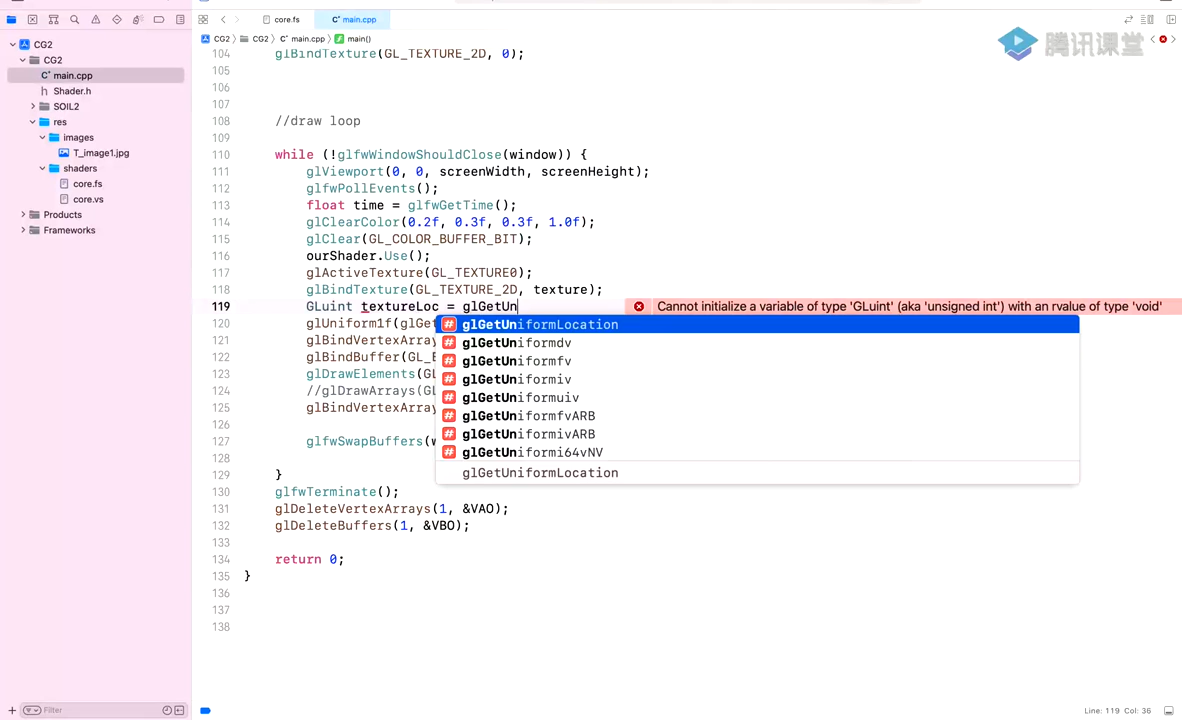 core.fs
main.cpp
CG2 CG2 main.cpp main()
腾讯课堂
CG2
CG2
main.cpp
Shader.h
SOIL2
res
images
T_image1.jpg
shaders
core.fs
core.vs
Products
Frameworks
104 glBindTexture(GL_TEXTURE_2D, 0);
105
106
107
108 //draw loop
109
110 while (!glfwWindowShouldClose(window)) {
111 glViewport(0, 0, screenWidth, screenHeight);
112 glfwPollEvents();
113 float time = glfwGetTime();
114 glClearColor(0.2f, 0.3f, 0.3f, 1.0f);
115 glClear(GL_COLOR_BUFFER_BIT);
116 ourShader.Use();
117 glActiveTexture(GL_TEXTURE0);
118 glBindTexture(GL_TEXTURE_2D, texture);
119 GLuint textureLoc = glGetUn Cannot initialize a variable of type 'GLuint' (aka 'unsigned int') with an rvalue of type 'void'
120 glUniform1f(glGet
121 glBindVertexArray
122 glBindBuffer(GL_E
123 glDrawElements(GL
124 //glDrawArrays(GL
125 glBindVertexArray
126
127 glfwSwapBuffers(w
128
129 }
130 glfwTerminate();
131 glDeleteVertexArrays(1, &VAO);
132 glDeleteBuffers(1, &VBO);
133
134 return 0;
135 }
136
137
138
# glGetUniformLocation
# glGetUniformdv
# glGetUniformfv
# glGetUniformiv
# glGetUniformuiv
# glGetUniformfvARB
# glGetUniformivARB
# glGetUniformi64vNV
glGetUniformLocation
Filter
Line: 119 Col: 36